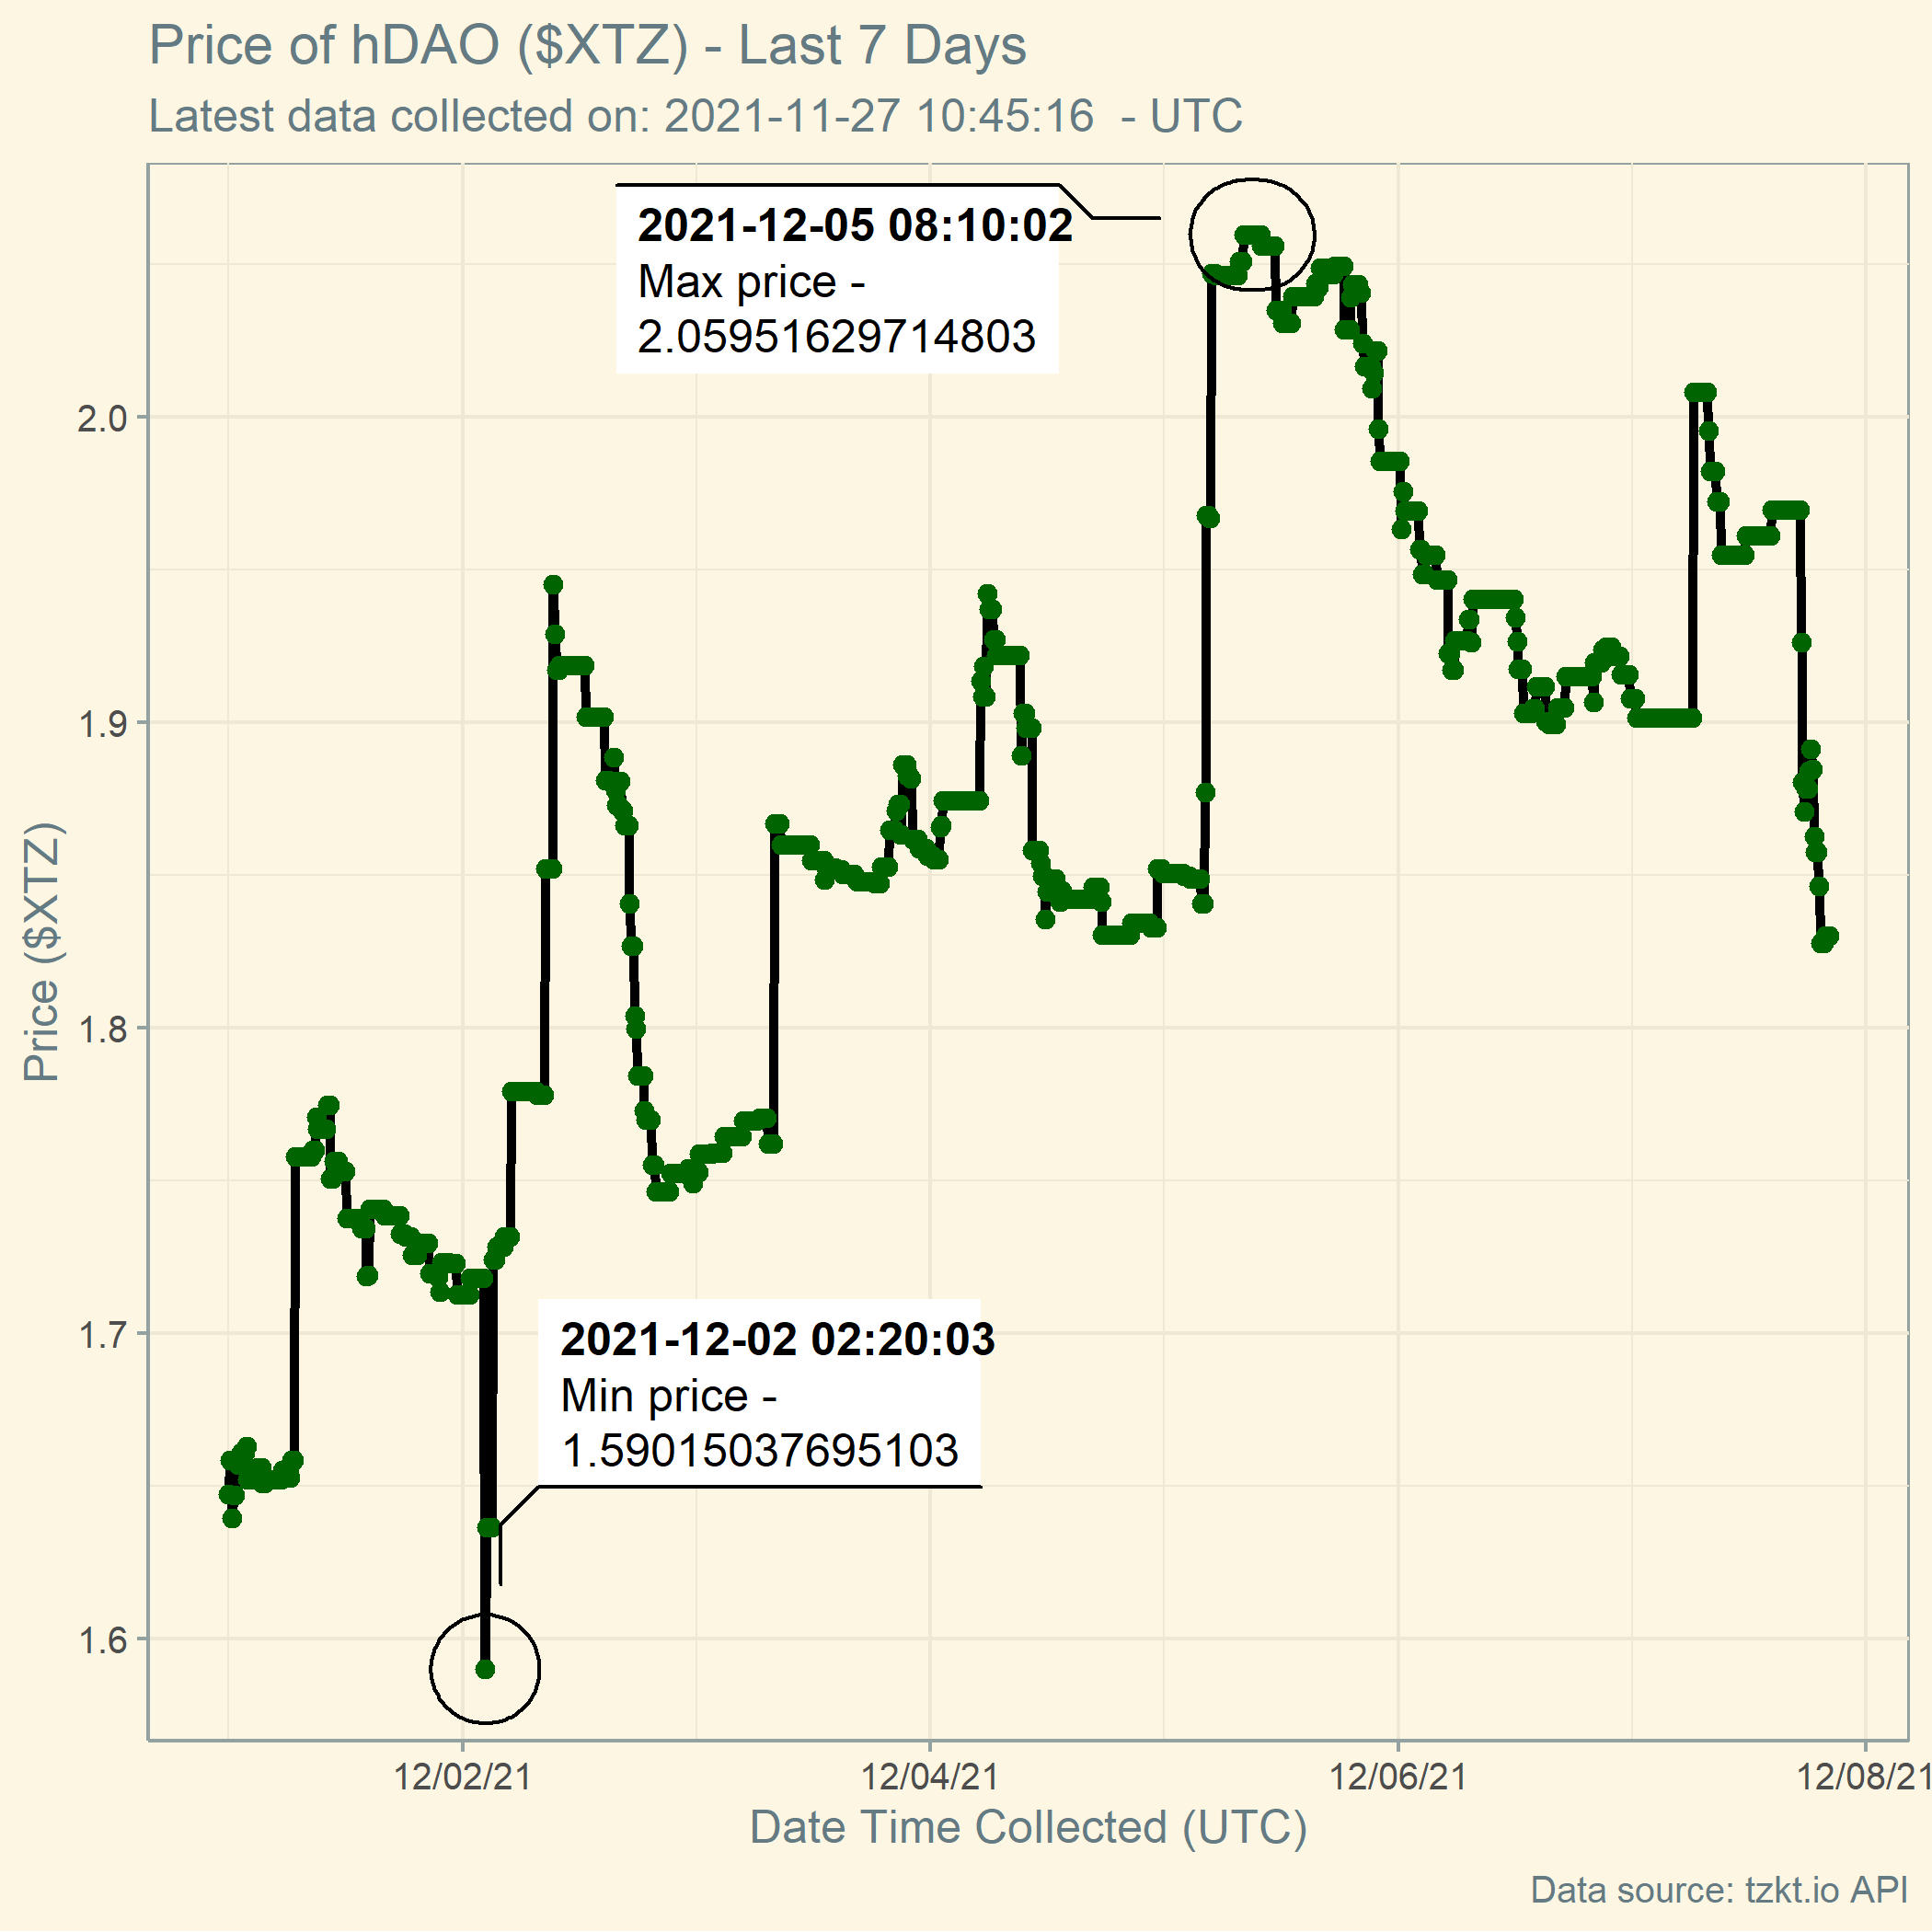 Price of hDAO ($XTZ) - Last 7 Days
Latest data collected on: 2021-11-27 10:45:16  - UTC
2021-12-05 08:10:02
Max price -
2.05951629714803
2.0
1.9
1.8
1.7
1.6
Price ($XTZ)
2021-12-02 02:20:03
Min price -
1.59015037695103
12/02/21
12/04/21
12/06/21
12/08/21
Date Time Collected (UTC)
Data source: tzkt.io API